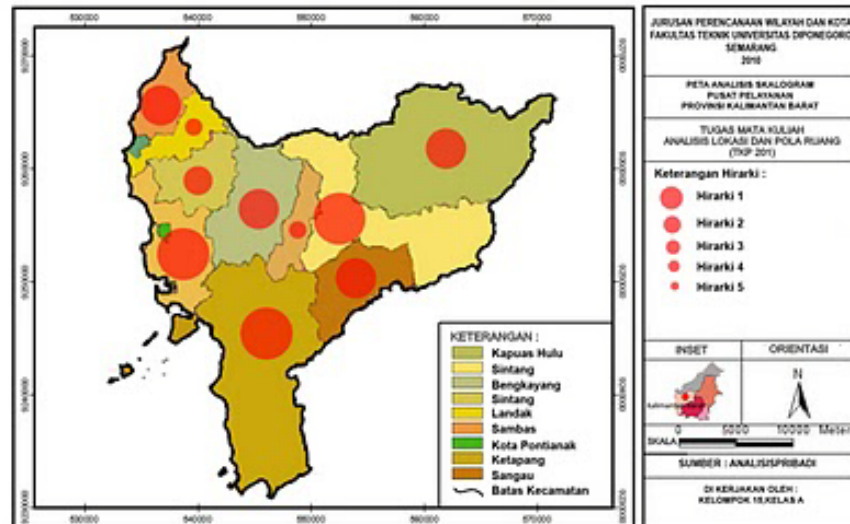 JURUSAN PERENCANAAN WILAYAH DAN KOTA
FAKULTAS TEKNIK UNIVERSITAS DIPONEGORO
SEMARANG
2010
PETA ANALISIS SKALOGRAM
PUSAT PELAYANAN
PROVINSI KALIMANTAN BARAT
TUGAS MATA KULIAH
ANALISIS LOKASI DAN POLA RUANG
(TKP 201)
Keterangan Hirarki :
Hirarki 1
Hirarki 2
Hirarki 3
Hirarki 4
Hirarki 5
INSET
ORIENTASI
N
0 5000 10000 Meter
SKALA
SUMBER : ANALISISPRIBADI
DI KERJAKAN OLEH :
KELOMPOK 15,KELAS A
KETERANGAN :
Kapuas Hulu
Sintang
Bengkayang
Sintang
Landak
Sambas
Kota Pontianak
Ketapang
Sangau
Batas Kecamatan